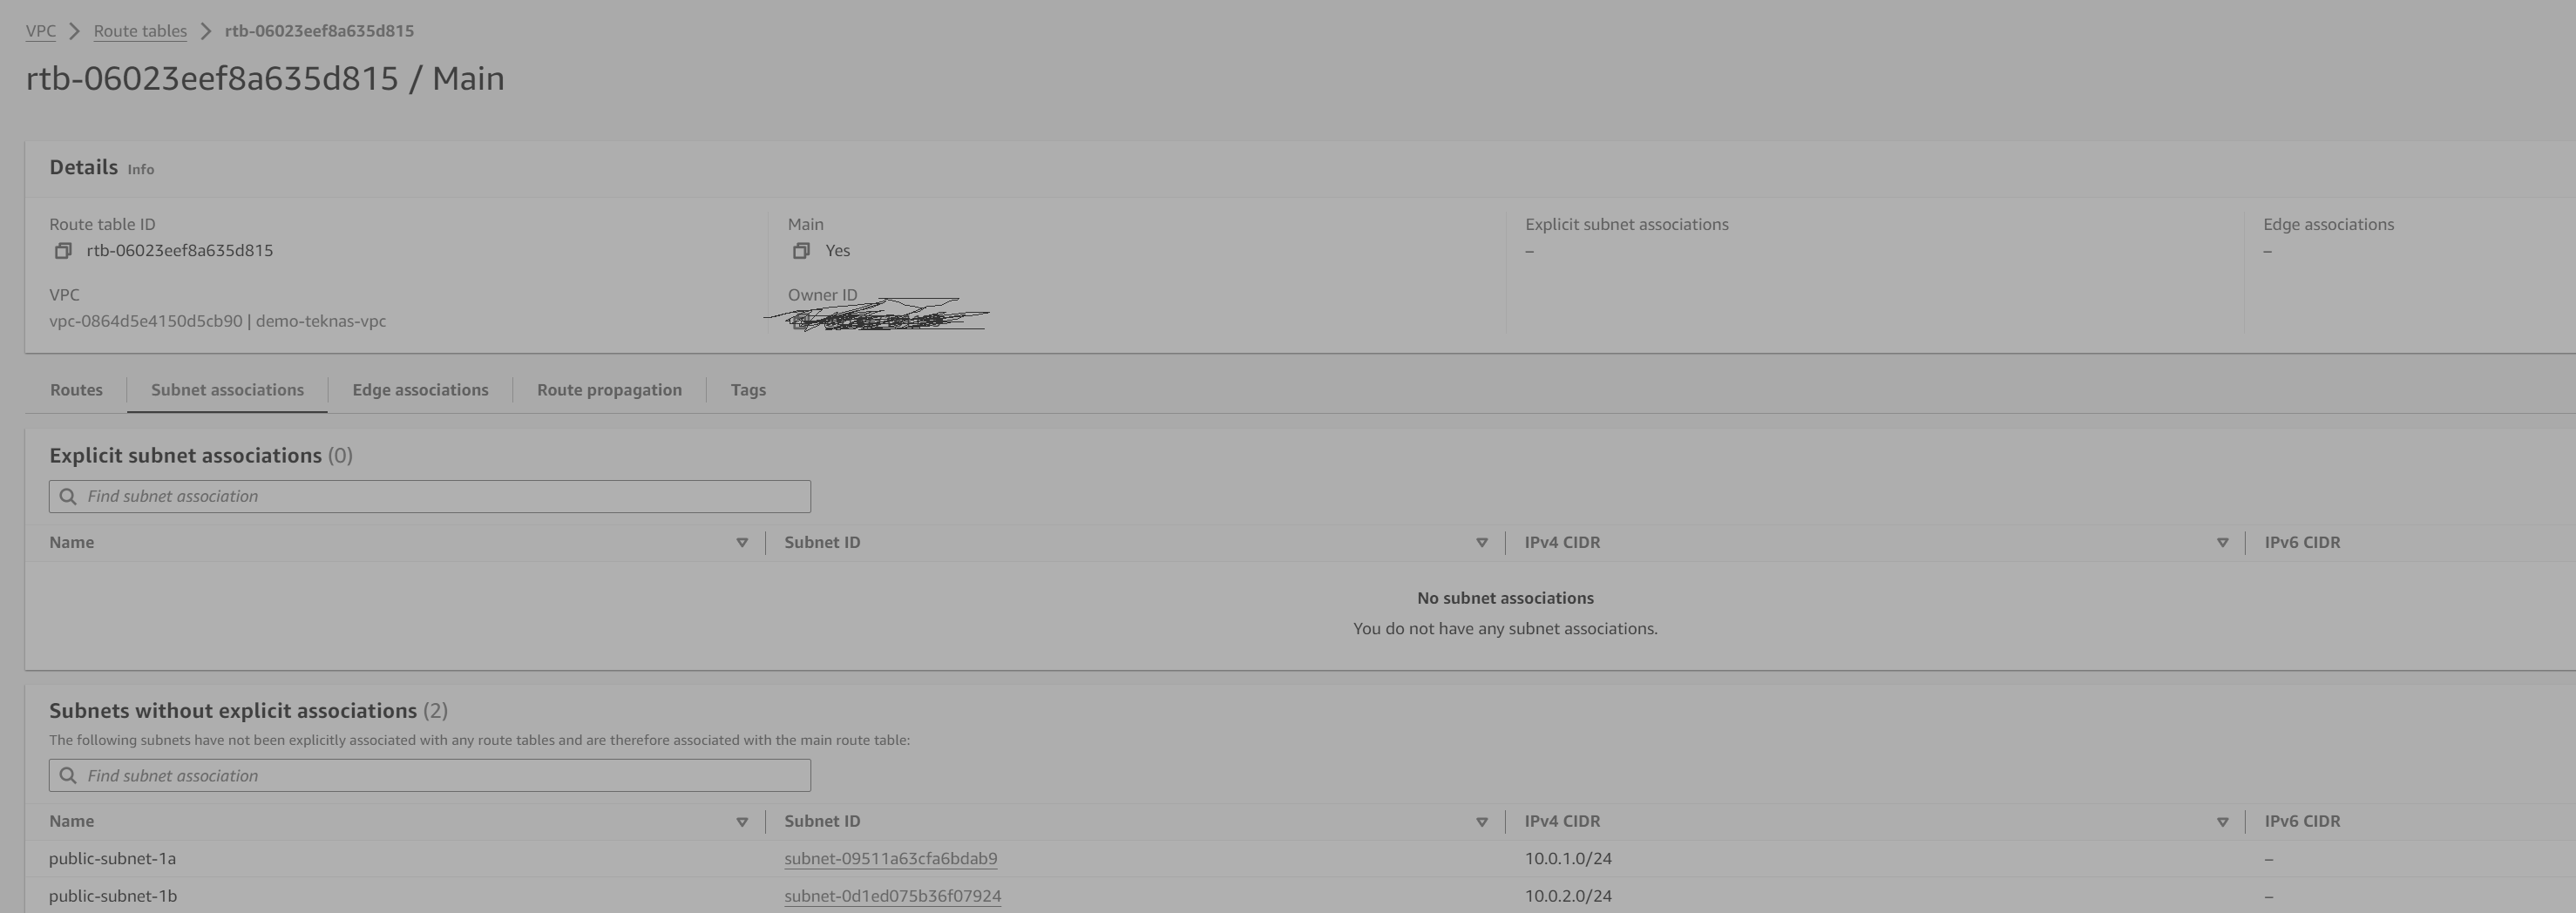 VPC > Route tables > rtb-06023eef8a635d815
rtb-06023eef8a635d815 / Main
Details Info
Route table ID
rtb-06023eef8a635d815
Main
Yes
Explicit subnet associations
–
Edge associations
–
VPC
vpc-0864d5e4150d5cb90 | demo-teknas-vpc
Owner ID
Routes Subnet associations Edge associations Route propagation Tags
Explicit subnet associations (0)
Find subnet association
Name Subnet ID IPv4 CIDR IPv6 CIDR
No subnet associations
You do not have any subnet associations.
Subnets without explicit associations (2)
The following subnets have not been explicitly associated with any route tables and are therefore associated with the main route table:
Find subnet association
Name Subnet ID IPv4 CIDR IPv6 CIDR
public-subnet-1a subnet-09511a63cfa6bdab9 10.0.1.0/24 –
public-subnet-1b subnet-0d1ed075b36f07924 10.0.2.0/24 –